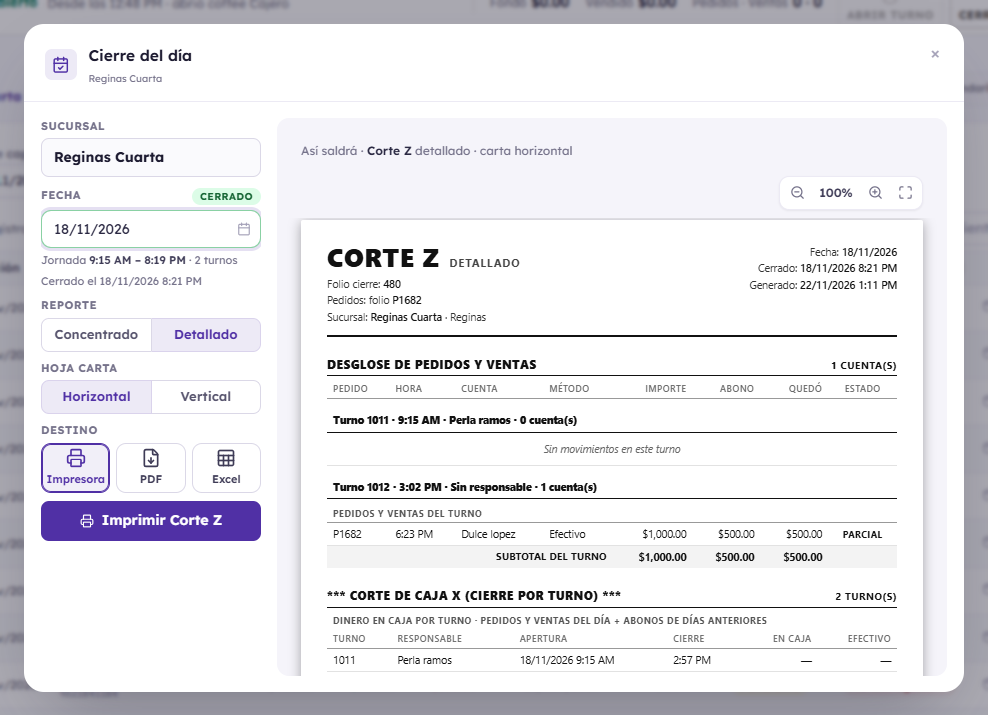 Cierre del día
Reginas Cuarta
×
SUCURSAL
Reginas Cuarta
FECHA CERRADO
18/11/2026
Jornada 9:15 AM – 8:19 PM · 2 turnos
Cerrado el 18/11/2026 8:21 PM
REPORTE
Concentrado Detallado
HOJA CARTA
Horizontal Vertical
DESTINO
Impresora PDF Excel
Imprimir Corte Z
Así saldrá · Corte Z detallado · carta horizontal
100%
CORTE Z DETALLADO
Folio cierre: 480
Pedidos: folio P1682
Sucursal: Reginas Cuarta · Reginas
Fecha: 18/11/2026
Cerrado: 18/11/2026 8:21 PM
Generado: 22/11/2026 1:11 PM
DESGLOSE DE PEDIDOS Y VENTAS 1 CUENTA(S)
PEDIDO HORA CUENTA MÉTODO IMPORTE ABONO QUEDÓ ESTADO
Turno 1011 · 9:15 AM · Perla ramos · 0 cuenta(s)
Sin movimientos en este turno
Turno 1012 · 3:02 PM · Sin responsable · 1 cuenta(s)
PEDIDOS Y VENTAS DEL TURNO
P1682 6:23 PM Dulce lopez Efectivo $1,000.00 $500.00 $500.00 PARCIAL
SUBTOTAL DEL TURNO $1,000.00 $500.00 $500.00
*** CORTE DE CAJA X (CIERRE POR TURNO) *** 2 TURNO(S)
DINERO EN CAJA POR TURNO · PEDIDOS Y VENTAS DEL DÍA + ABONOS DE DÍAS ANTERIORES
TURNO RESPONSABLE APERTURA CIERRE EN CAJA EFECTIVO
1011 Perla ramos 18/11/2026 9:15 AM 2:57 PM — —